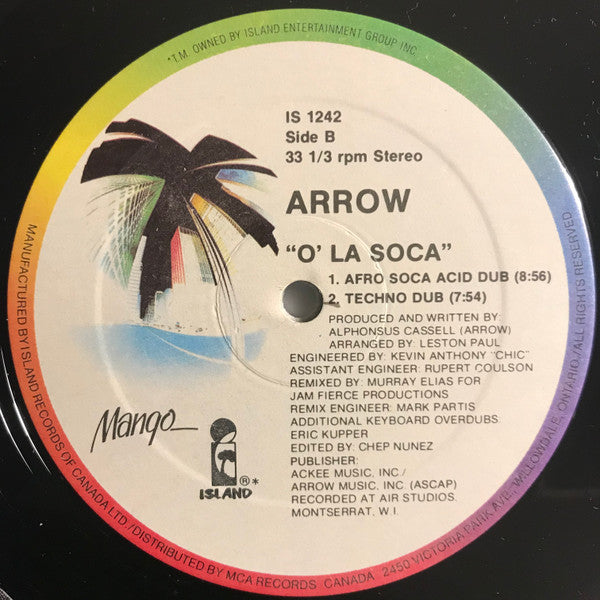 *T.M. OWNED BY ISLAND ENTERTAINMENT GROUP INC.
IS 1242
Side B
33 1/3 rpm Stereo
ARROW
"O' LA SOCA"
1. AFRO SOCA ACID DUB (8:56)
2. TECHNO DUB (7:54)
PRODUCED AND WRITTEN BY:
ALPHONSUS CASSELL (ARROW)
ARRANGED BY: LESTON PAUL
ENGINEERED BY: KEVIN ANTHONY "CHIC"
ASSISTANT ENGINEER: RUPERT COULSON
REMIXED BY: MURRAY ELIAS FOR
JAM FIERCE PRODUCTIONS
REMIX ENGINEER: MARK PARTIS
ADDITIONAL KEYBOARD OVERDUBS:
ERIC KUPPER
EDITED BY: CHEP NUNEZ
PUBLISHER:
ACKEE MUSIC, INC./
ARROW MUSIC, INC. (ASCAP)
RECORDED AT AIR STUDIOS.
MONTSERRAT, W.I.
Mango
ISLAND ®*
MANUFACTURED BY ISLAND RECORDS OF CANADA LTD./DISTRIBUTED BY MCA RECORDS CANADA, 2450 VICTORIA PARK AVE., WILLOWDALE, ONTARIO./ALL RIGHTS RESERVED